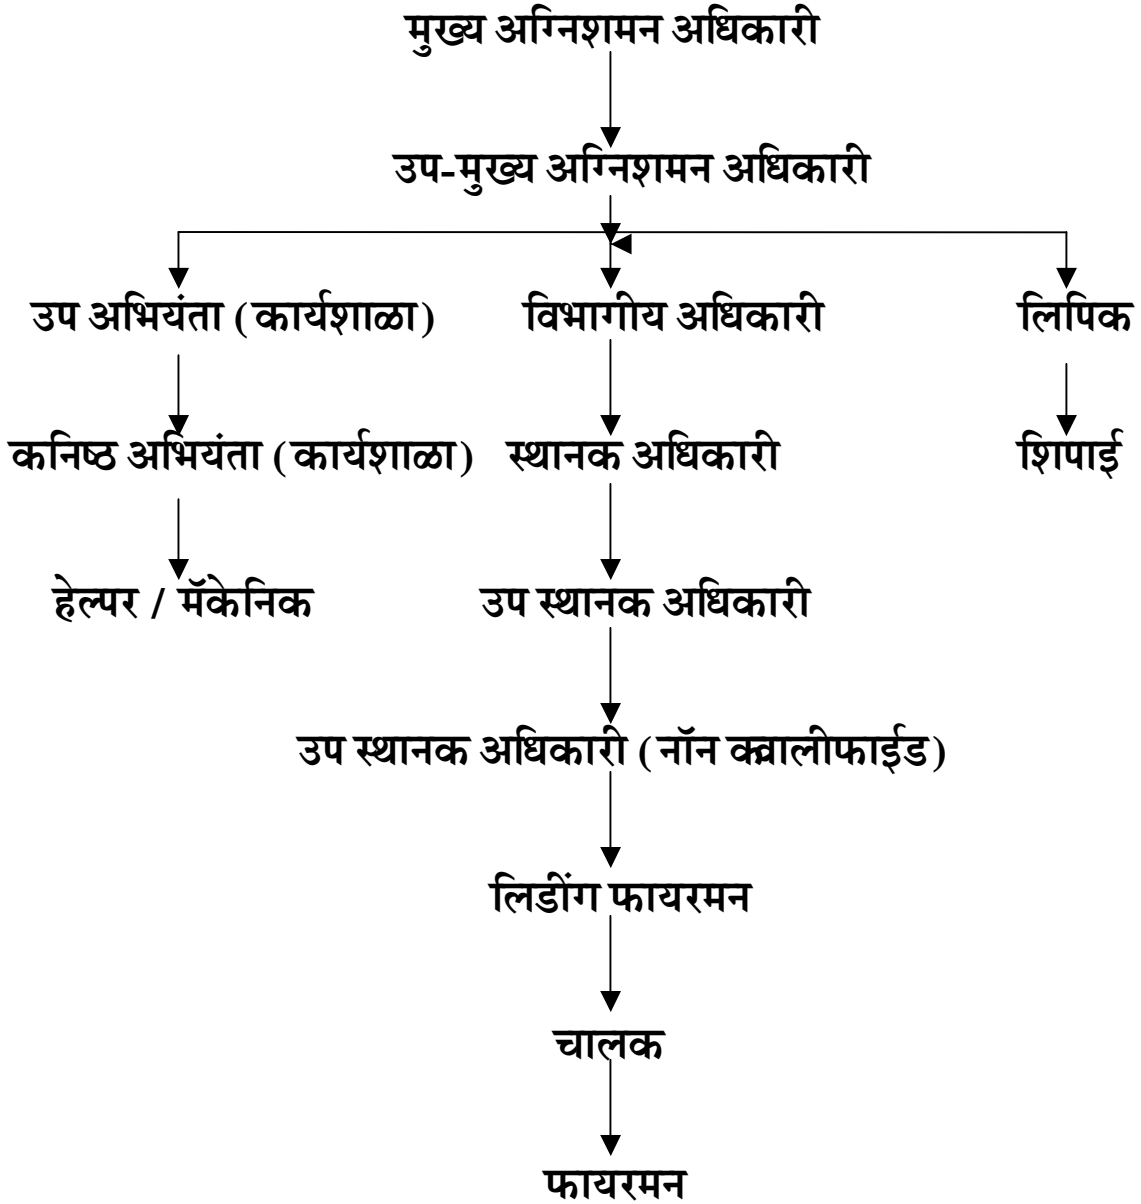 मुख्य अग्निशमन अधिकारी
उप-मुख्य अग्निशमन अधिकारी
उप अभियंता (कार्यशाळा) विभागीय अधिकारी लिपिक
कनिष्ठ अभियंता (कार्यशाळा) स्थानक अधिकारी शिपाई
हेल्पर / मॅकेनिक उप स्थानक अधिकारी
उप स्थानक अधिकारी (नॉन क्वालीफाईड)
लिडींग फायरमन
चालक
फायरमन